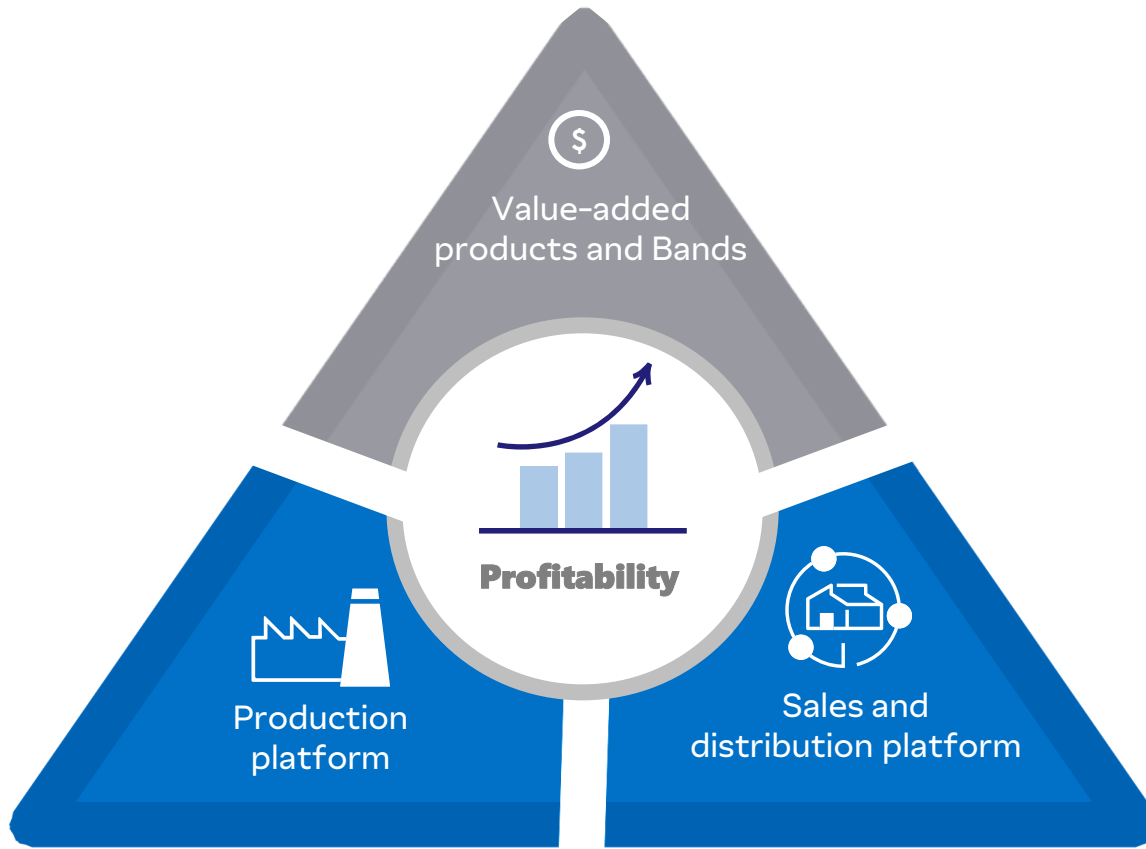 $
Value-added
products and Bands
Profitability
Production
platform
Sales and
distribution platform